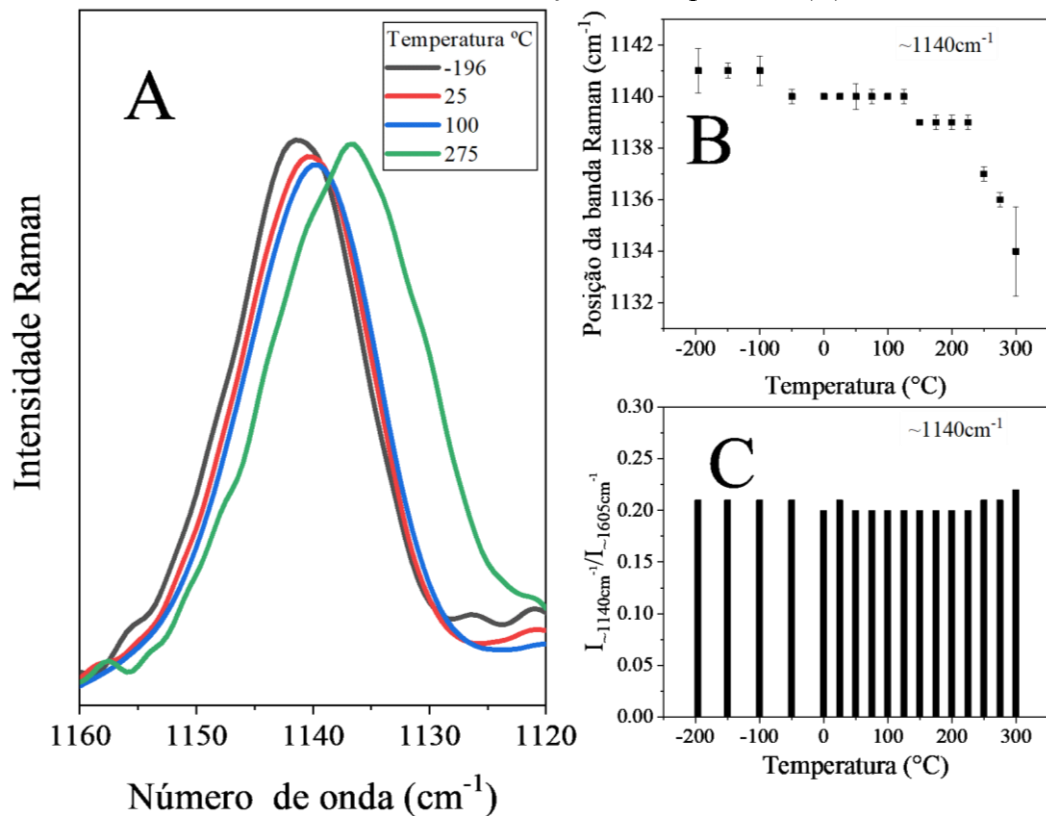 A
Temperatura ºC
-196
25
100
275
Intensidade Raman
1160
1150
1140
1130
1120
Número de onda (cm-1)
B
~1140cm-1
Posição da banda Raman (cm-1)
1142
1140
1138
1136
1134
1132
-200
-100
0
100
200
300
Temperatura (°C)
C
~1140cm-1
I~1140cm-1/I~1605cm-1
0.30
0.25
0.20
0.15
0.10
0.05
0.00
-200
-100
0
100
200
300
Temperatura (°C)